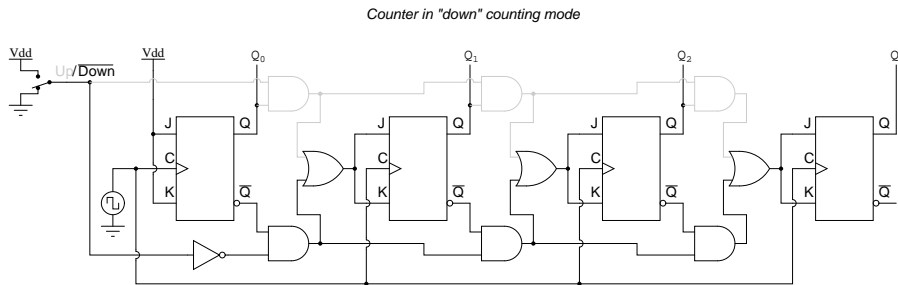 Counter in "down" counting mode
Vdd Vdd Q0 Q1 Q2 Q
Up/Down
J Q J Q J Q J Q
C C C C
K Q K Q K Q K Q